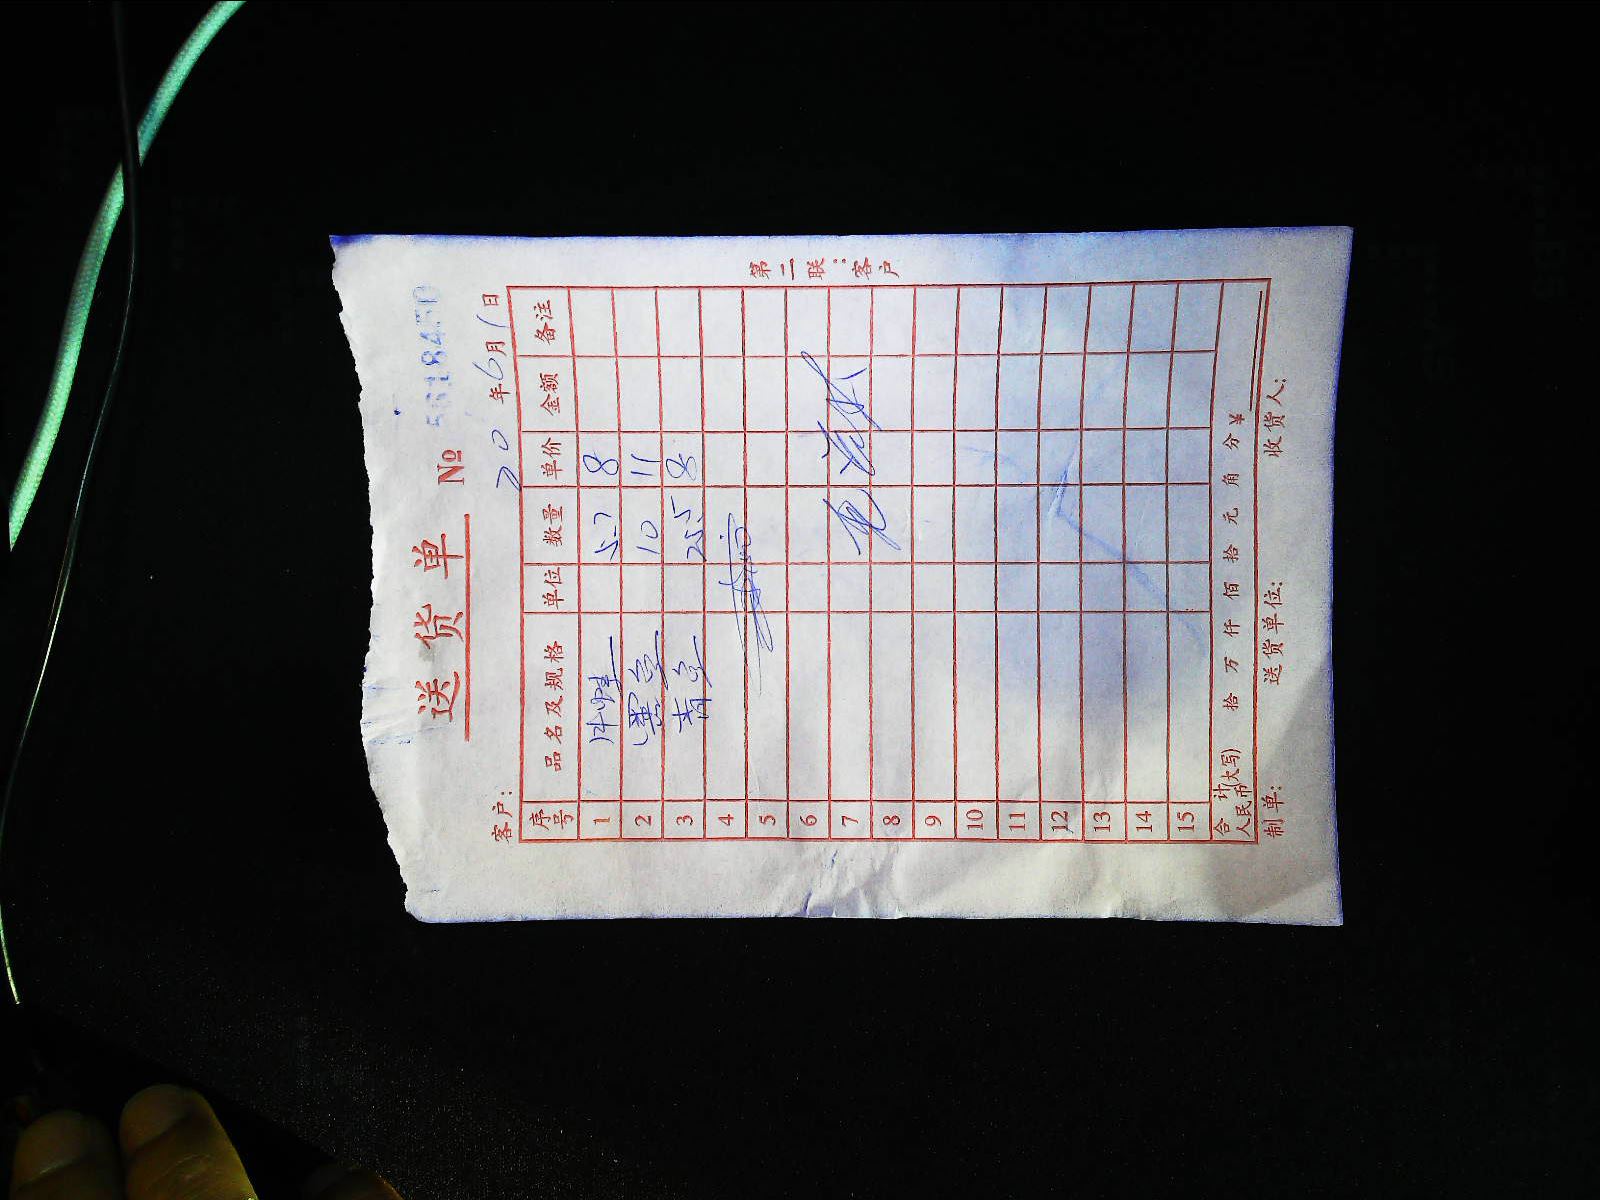 送货单 №
客户: 20 年 6 月 1 日
序号 品名及规格 单位 数量 单价 金额 备注
1 5.7 8
2 10 11
3 25.5 8
4
5
6
7
8
9
10
11
12
13
14
15
合计 人民币(大写) 拾 万 仟 佰 拾 元 角 分 ¥
制单: 送货单位: 收货人:
第二联:客户